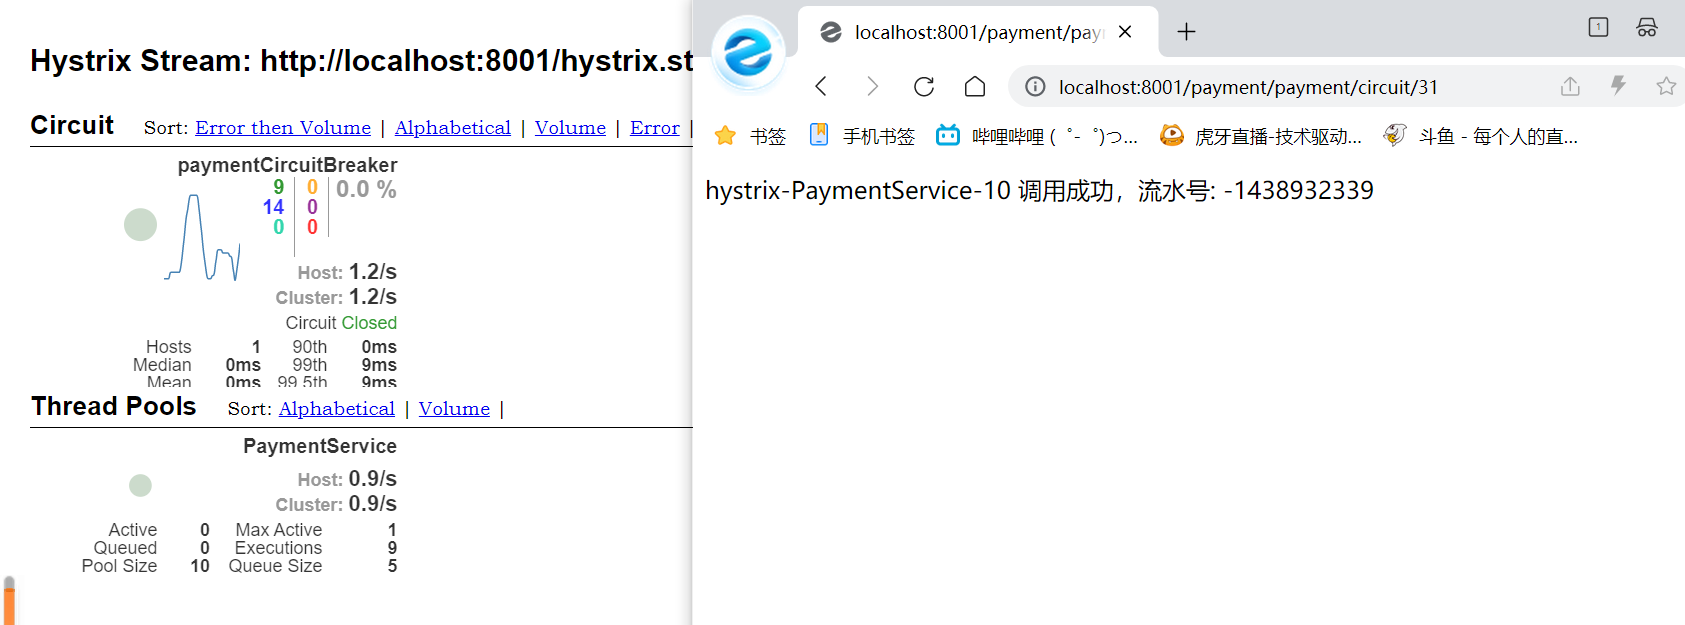 Hystrix Stream: http://localhost:8001/hystrix.st
Circuit Sort: Error then Volume | Alphabetical | Volume | Error |
paymentCircuitBreaker
9 0 0.0 %
14 0
0 0
Host: 1.2/s
Cluster: 1.2/s
Circuit Closed
Hosts 1 90th 0ms
Median 0ms 99th 9ms
Mean 0ms 99.5th 9ms
Thread Pools Sort: Alphabetical | Volume |
PaymentService
Host: 0.9/s
Cluster: 0.9/s
Active 0 Max Active 1
Queued 0 Executions 9
Pool Size 10 Queue Size 5
localhost:8001/payment/pay
1
localhost:8001/payment/payment/circuit/31
书签 手机书签 哔哩哔哩 ( ゜- ゜)つ... 虎牙直播-技术驱动... 斗鱼 - 每个人的直...
hystrix-PaymentService-10 调用成功，流水号: -1438932339